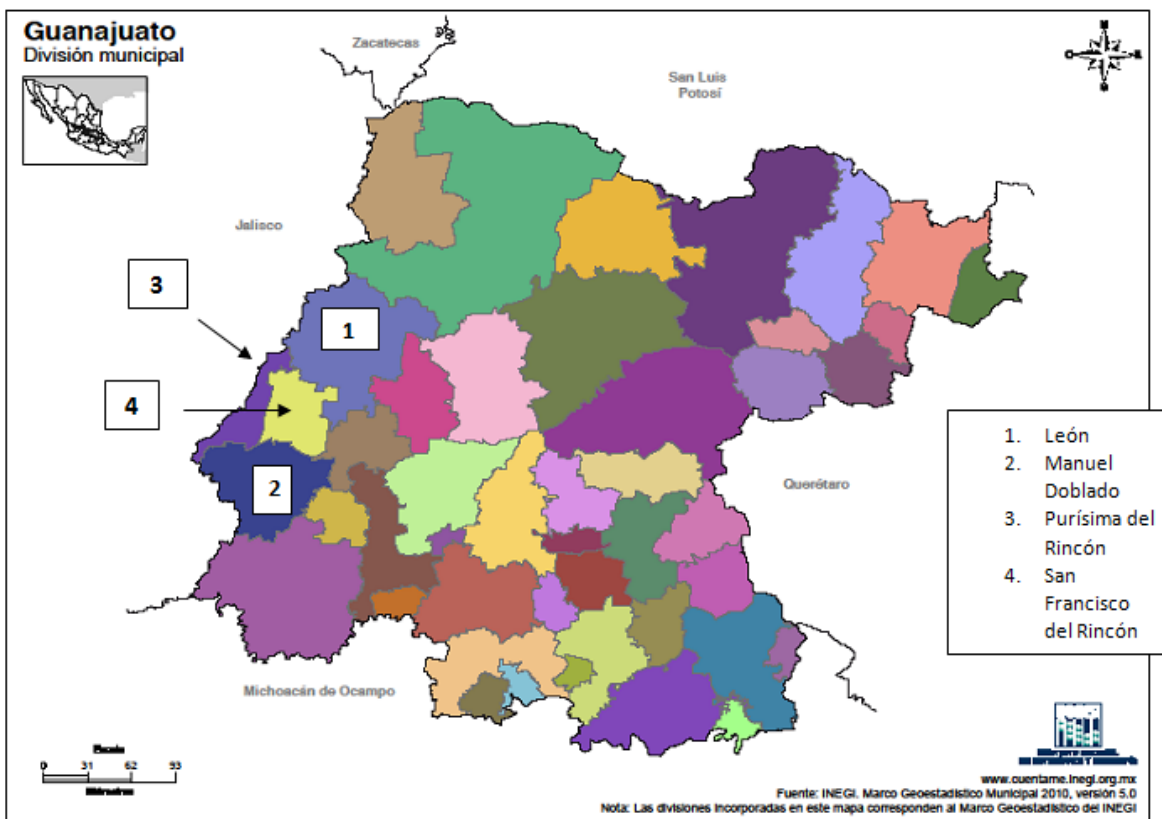 Guanajuato
División municipal
Zacatecas
San Luis
Potosí
Jalisco
3
1
4
2
Querétaro
1. León
2. Manuel
Doblado
3. Purísima del
Rincón
4. San
Francisco
del Rincón
Michoacán de Ocampo
0 31 62 93
www.cuentame.inegi.org.mx
Fuente: INEGI. Marco Geoestadístico Municipal 2010, versión 5.0
Nota: Las divisiones incorporadas en este mapa corresponden al Marco Geoestadístico del INEGI